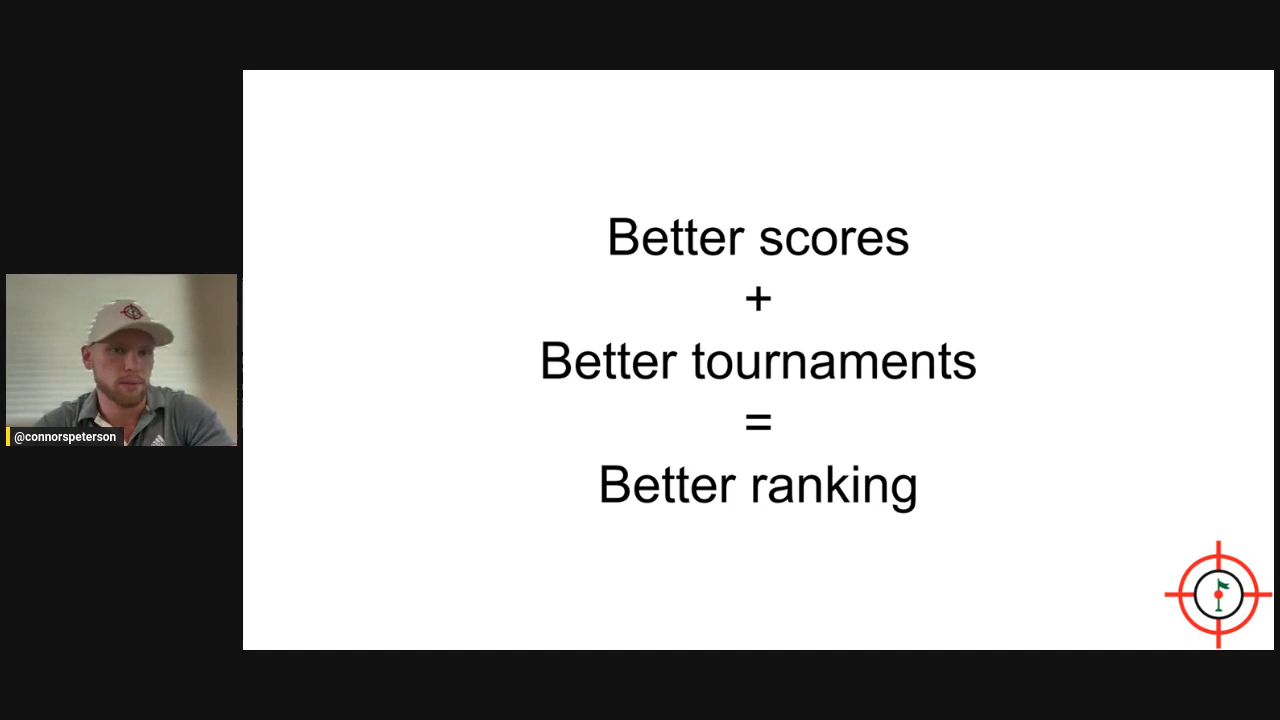 Better scores
+
Better tournaments
=
Better ranking
@connorspeterson